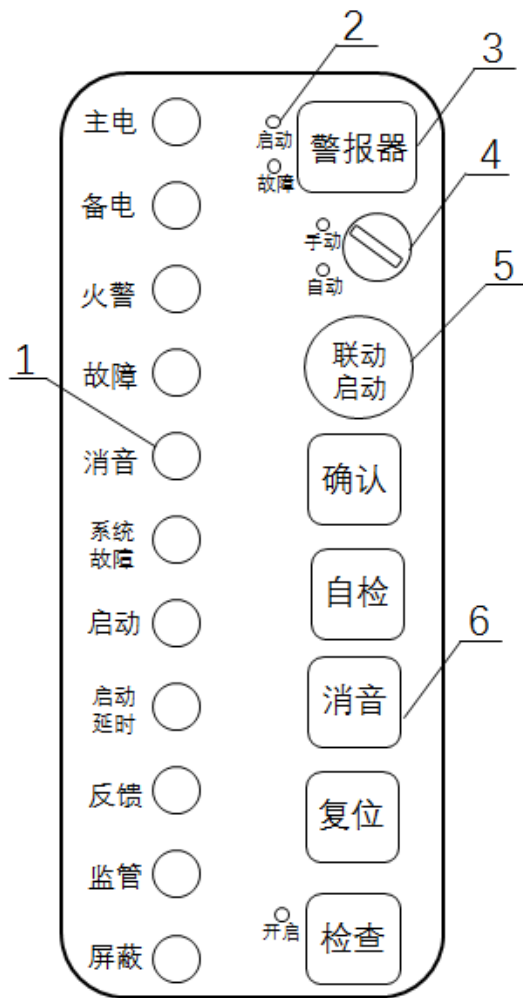 2
3
主电
启动
警报器
故障
4
备电
手动
自动
5
火警
联动
启动
1
故障
消音
确认
系统
故障
自检
启动
6
启动
延时
消音
反馈
复位
监管
开启
检查
屏蔽